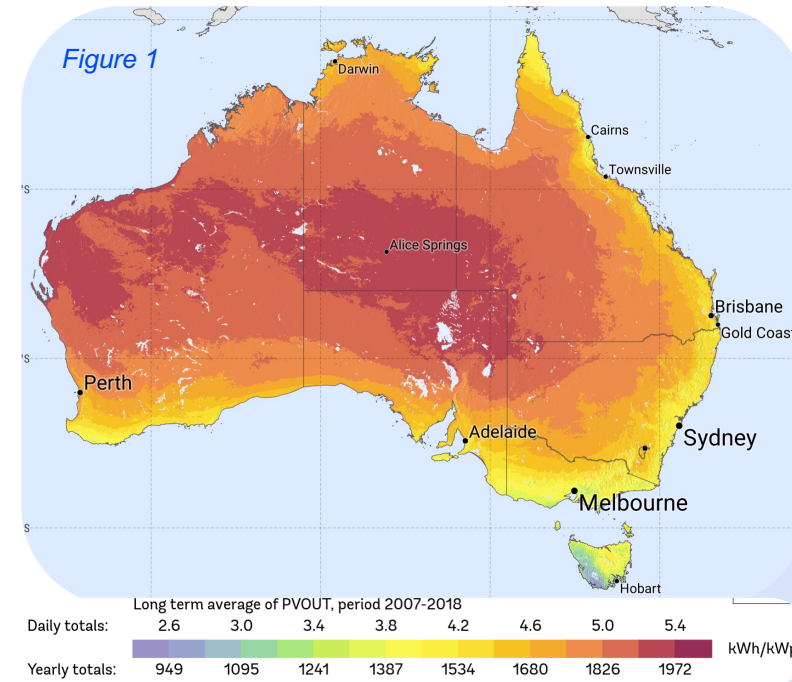 Figure 1
Darwin
Cairns
Townsville
'S
Alice Springs
Brisbane
Gold Coast
Perth
Adelaide
Sydney
Melbourne
S
Hobart
Long term average of PVOUT, period 2007-2018
Daily totals: 2.6 3.0 3.4 3.8 4.2 4.6 5.0 5.4
kWh/kWp
Yearly totals: 949 1095 1241 1387 1534 1680 1826 1972